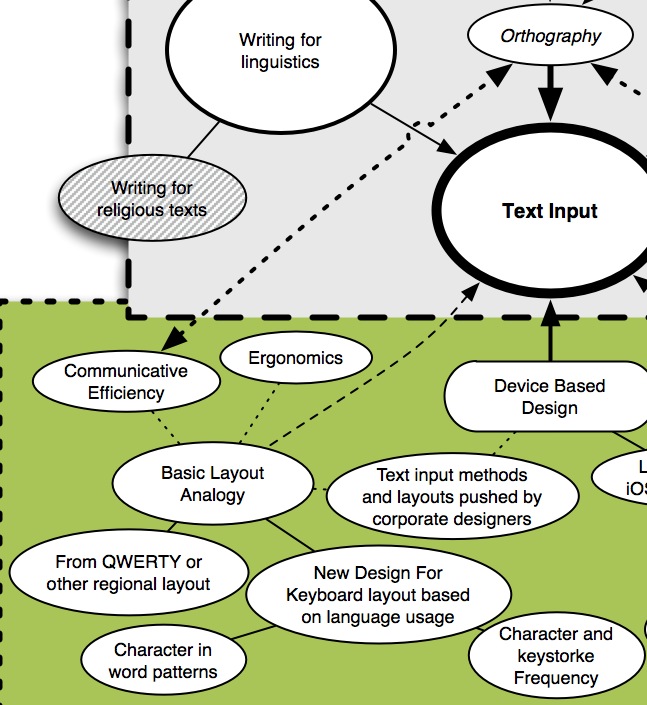 Writing for
linguistics
Orthography
Writing for
religious texts
Text Input
Communicative
Efficiency
Ergonomics
Device Based
Design
Basic Layout
Analogy
Text input methods
and layouts pushed by
corporate designers
L
iOS
From QWERTY or
other regional layout
New Design For
Keyboard layout based
on language usage
Character in
word patterns
Character and
keystorke
Frequency